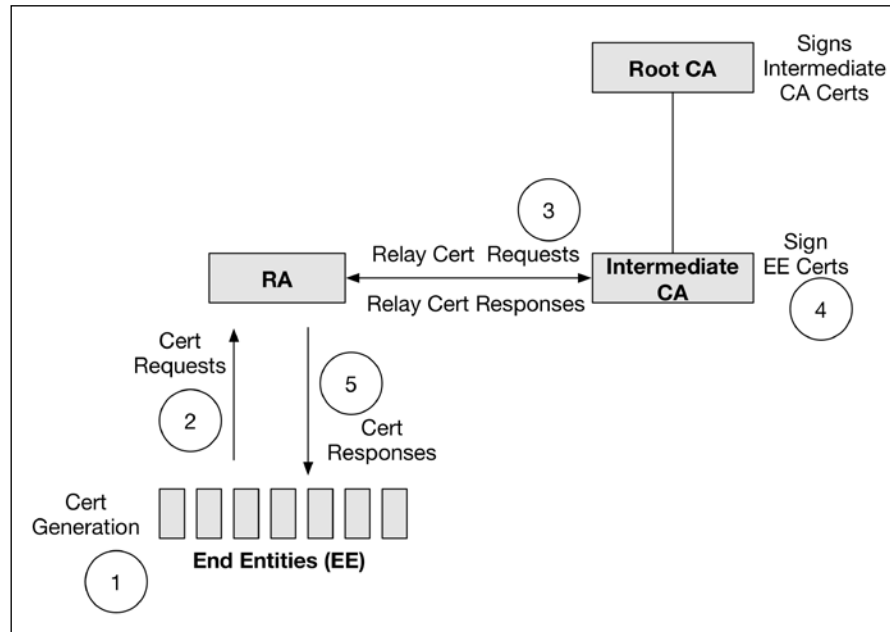 Root CA
Signs
Intermediate
CA Certs
3
Relay Cert Requests
RA
Intermediate
CA
Sign
EE Certs
4
Relay Cert Responses
Cert
Requests
2
5
Cert
Responses
Cert
Generation
1
End Entities (EE)